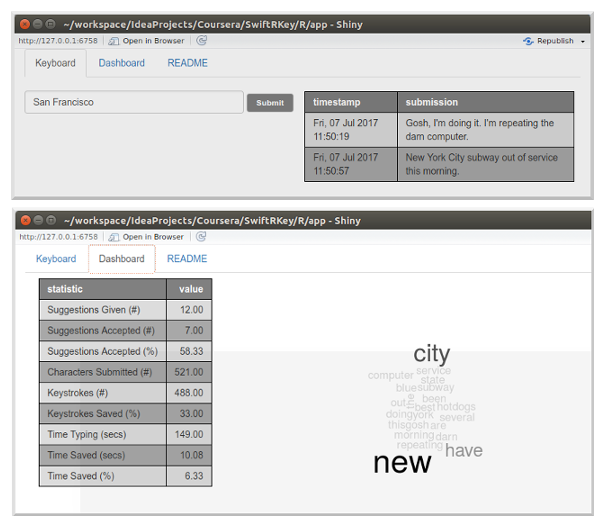 ~/workspace/IdeaProjects/Coursera/SwiftRKey/R/app - Shiny
http://127.0.0.1:6758 Open in Browser Republish
Keyboard Dashboard README
San Francisco Submit
timestamp submission
Fri, 07 Jul 2017 11:50:19 Gosh, I'm doing it. I'm repeating the
dam computer.
Fri, 07 Jul 2017 11:50:57 New York City subway out of service
this morning.
~/workspace/IdeaProjects/Coursera/SwiftRKey/R/app - Shiny
http://127.0.0.1:6758 Open in Browser
Keyboard Dashboard README
statistic value
Suggestions Given (#) 12.00
Suggestions Accepted (#) 7.00
Suggestions Accepted (%) 58.33
Characters Submitted (#) 521.00
Keystrokes (#) 488.00
Keystrokes Saved (%) 33.00
Time Typing (secs) 149.00
Time Saved (secs) 10.08
Time Saved (%) 6.33
city
computer service
state
blue subway
been
out the best hotdogs
doing york several
this gosh are
morning darn
repeating have
new